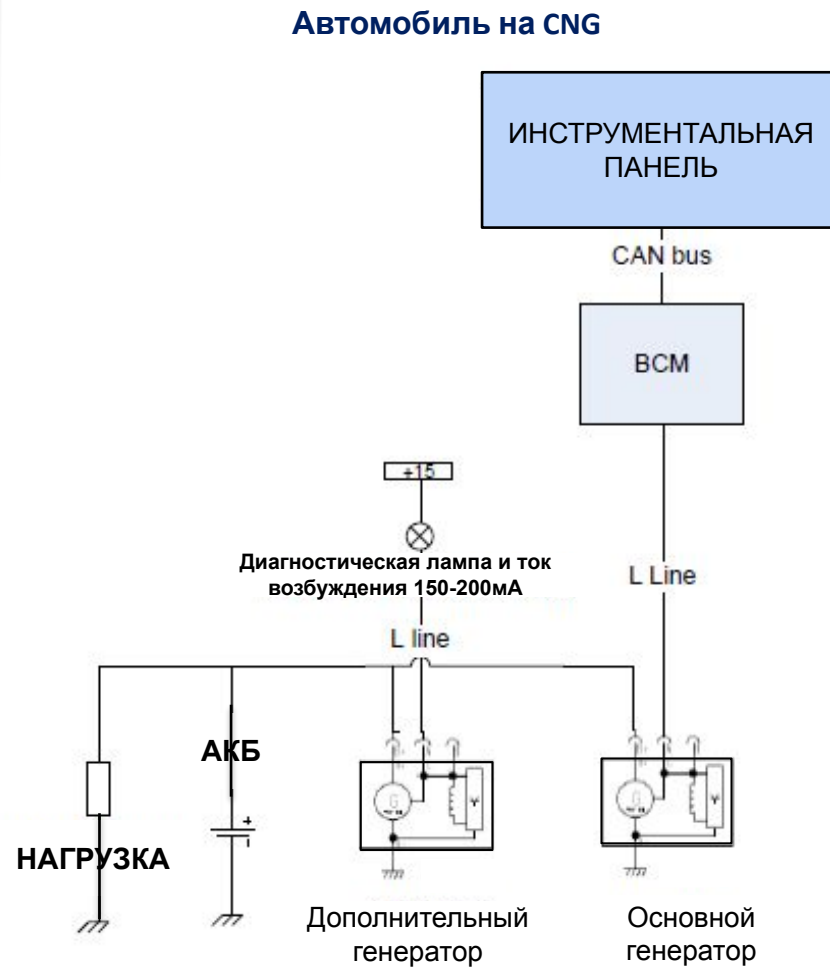 Автомобиль на CNG
ИНСТРУМЕНТАЛЬНАЯ
ПАНЕЛЬ
CAN bus
BCM
+15
Диагностическая лампа и ток
возбуждения 150-200мА
L Line
L line
АКБ
+
НАГРУЗКА
G
G
Дополнительный
генератор
Основной
генератор